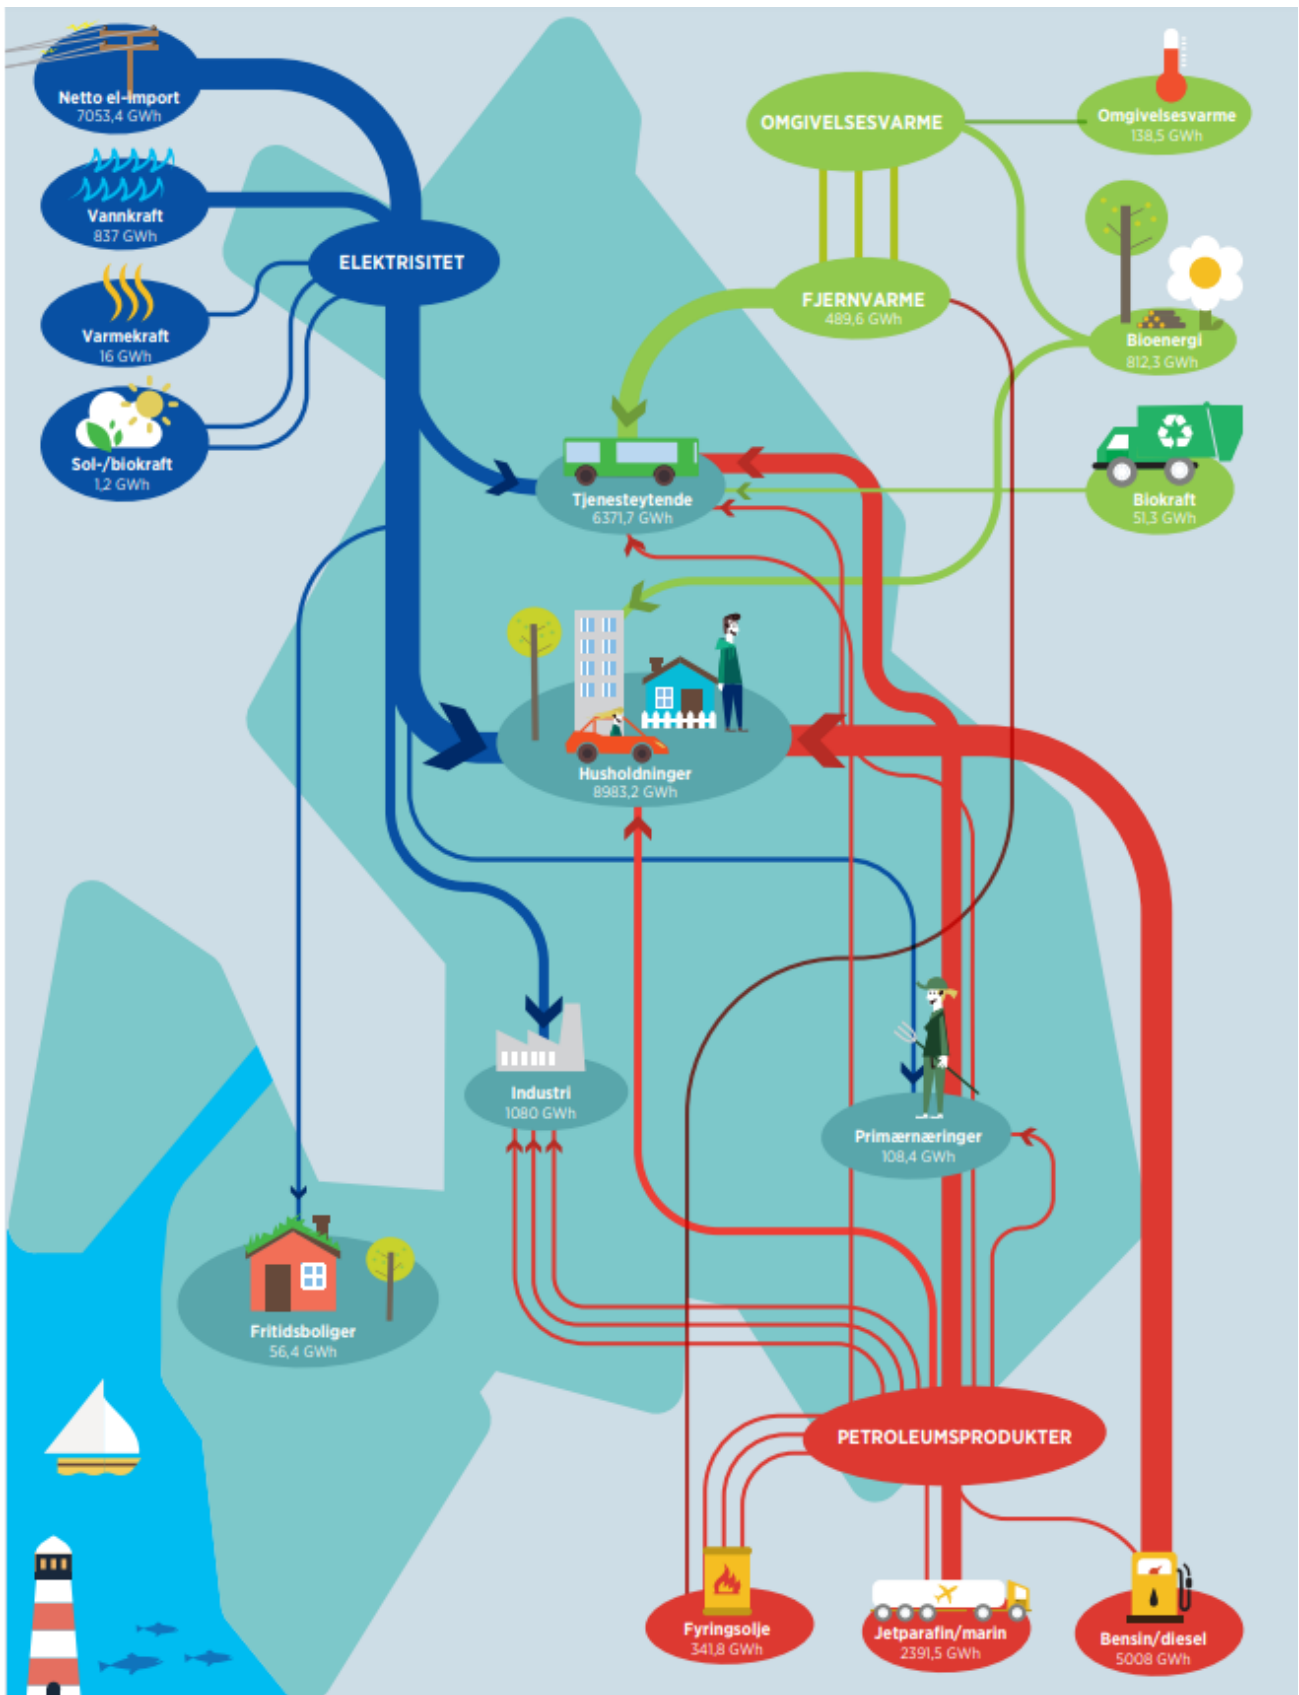 Netto el-import
7053,4 GWh
Vannkraft
837 GWh
Varmekraft
16 GWh
Sol-/biokraft
1,2 GWh
ELEKTRISITET
OMGIVELSESVARME
Omgivelsesvarme
138,5 GWh
FJERNVARME
489,6 GWh
Bioenergi
812,3 GWh
Biokraft
51,3 GWh
Tjenesteytende
6371,7 GWh
Husholdninger
8983,2 GWh
Industri
1080 GWh
Primærnæringer
108,4 GWh
Fritidsboliger
56,4 GWh
PETROLEUMSPRODUKTER
Fyringsolje
341,8 GWh
Jetparafin/marin
2391,5 GWh
Bensin/diesel
5008 GWh